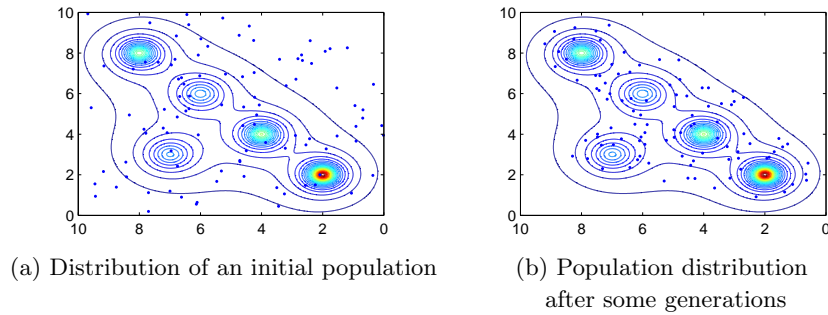 10
8
6
4
2
0
10 8 6 4 2 0
10
8
6
4
2
0
10 8 6 4 2 0
(a) Distribution of an initial population
(b) Population distribution
after some generations